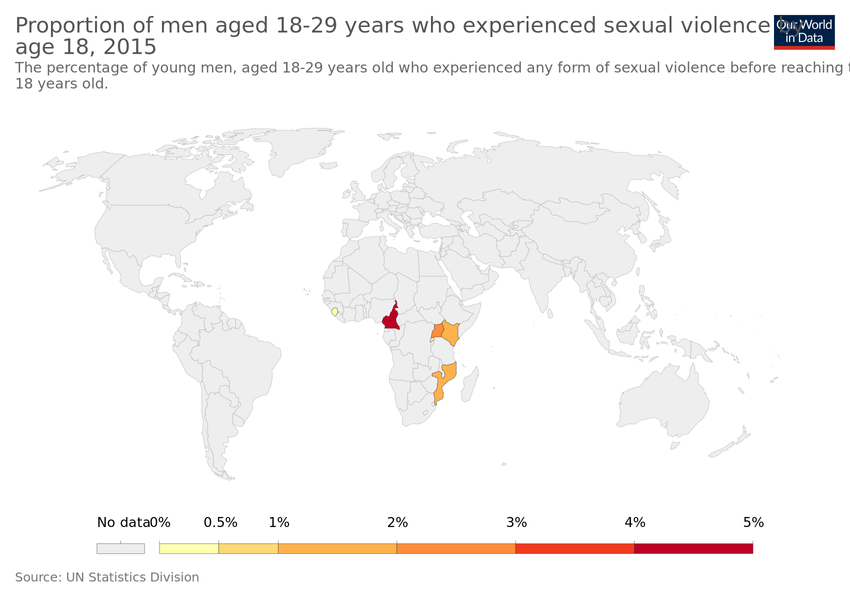 Proportion of men aged 18-29 years who experienced sexual violence by
age 18, 2015
Our World
in Data
The percentage of young men, aged 18-29 years old who experienced any form of sexual violence before reaching
18 years old.
No data
0%
0.5%
1%
2%
3%
4%
5%
Source: UN Statistics Division